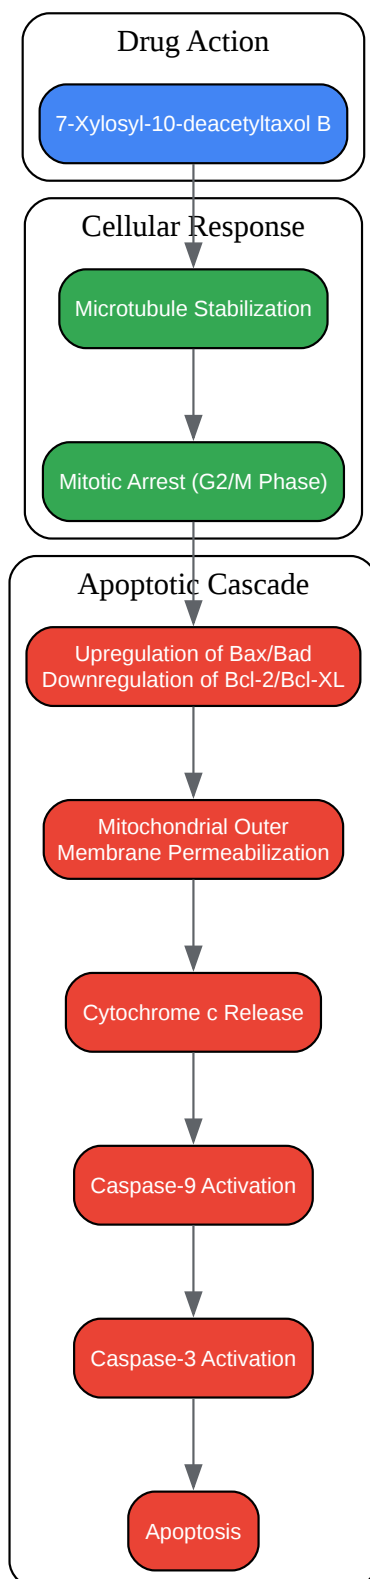 Drug Action
7-Xylosyl-10-deacetyltaxol B
Cellular Response
Microtubule Stabilization
Mitotic Arrest (G2/M Phase)
Apoptotic Cascade
Upregulation of Bax/Bad
Downregulation of Bcl-2/Bcl-XL
Mitochondrial Outer
Membrane Permeabilization
Cytochrome c Release
Caspase-9 Activation
Caspase-3 Activation
Apoptosis